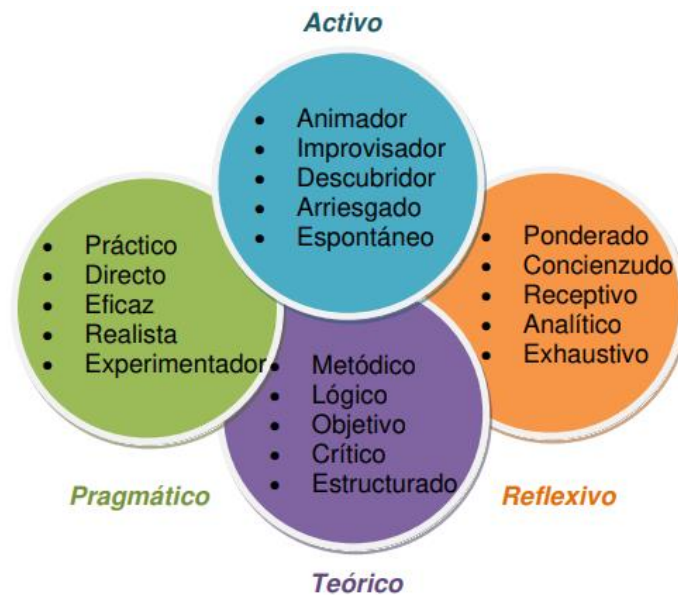 Activo
• Animador
• Improvisador
• Descubridor
• Arriesgado
• Espontáneo
• Práctico
• Directo
• Eficaz
• Realista
• Experimentador
• Ponderado
• Concienzudo
• Receptivo
• Analítico
• Exhaustivo
• Metódico
• Lógico
• Objetivo
• Crítico
• Estructurado
Pragmático
Reflexivo
Teórico